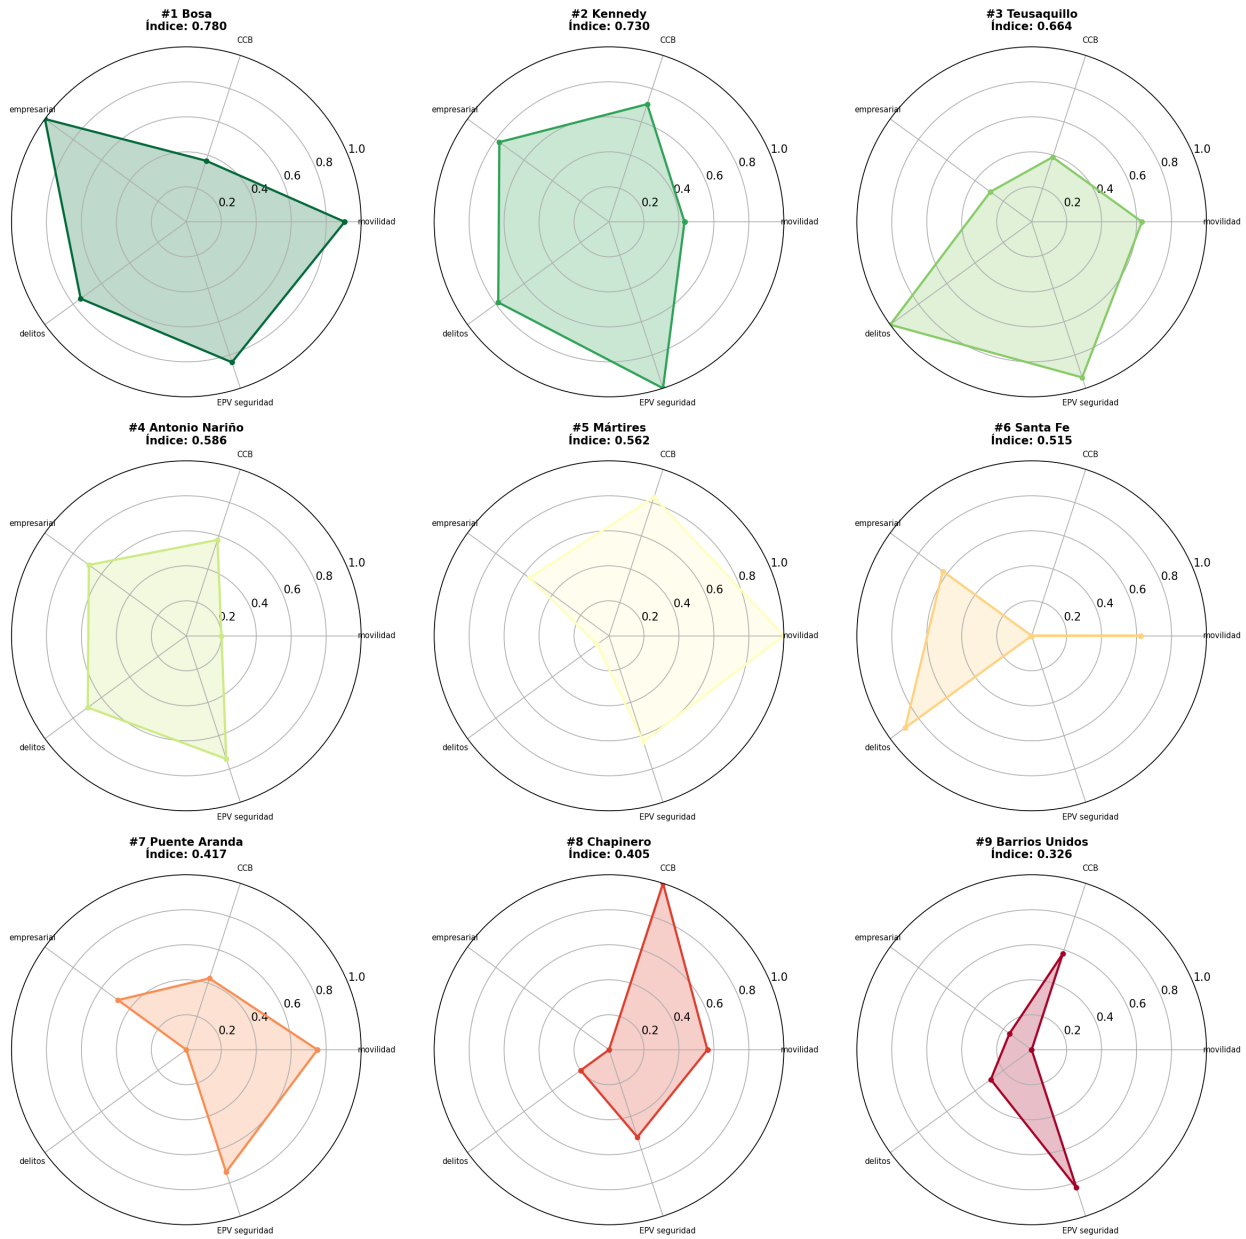 #1 Bosa
Índice: 0.780
CCB
empresarial
1.0
0.8
0.6
0.4
0.2
movilidad
delitos
EPV seguridad
#2 Kennedy
Índice: 0.730
CCB
empresarial
1.0
0.8
0.6
0.4
0.2
movilidad
delitos
EPV seguridad
#3 Teusaquillo
Índice: 0.664
CCB
empresarial
1.0
0.8
0.6
0.4
0.2
movilidad
delitos
EPV seguridad
#4 Antonio Nariño
Índice: 0.586
CCB
empresarial
1.0
0.8
0.6
0.4
0.2
movilidad
delitos
EPV seguridad
#5 Mártires
Índice: 0.562
CCB
empresarial
1.0
0.8
0.6
0.4
0.2
movilidad
delitos
EPV seguridad
#6 Santa Fe
Índice: 0.515
CCB
empresarial
1.0
0.8
0.6
0.4
0.2
movilidad
delitos
EPV seguridad
#7 Puente Aranda
Índice: 0.417
CCB
empresarial
1.0
0.8
0.6
0.4
0.2
movilidad
delitos
EPV seguridad
#8 Chapinero
Índice: 0.405
CCB
empresarial
1.0
0.8
0.6
0.4
0.2
movilidad
delitos
EPV seguridad
#9 Barrios Unidos
Índice: 0.326
CCB
empresarial
1.0
0.8
0.6
0.4
0.2
movilidad
delitos
EPV seguridad